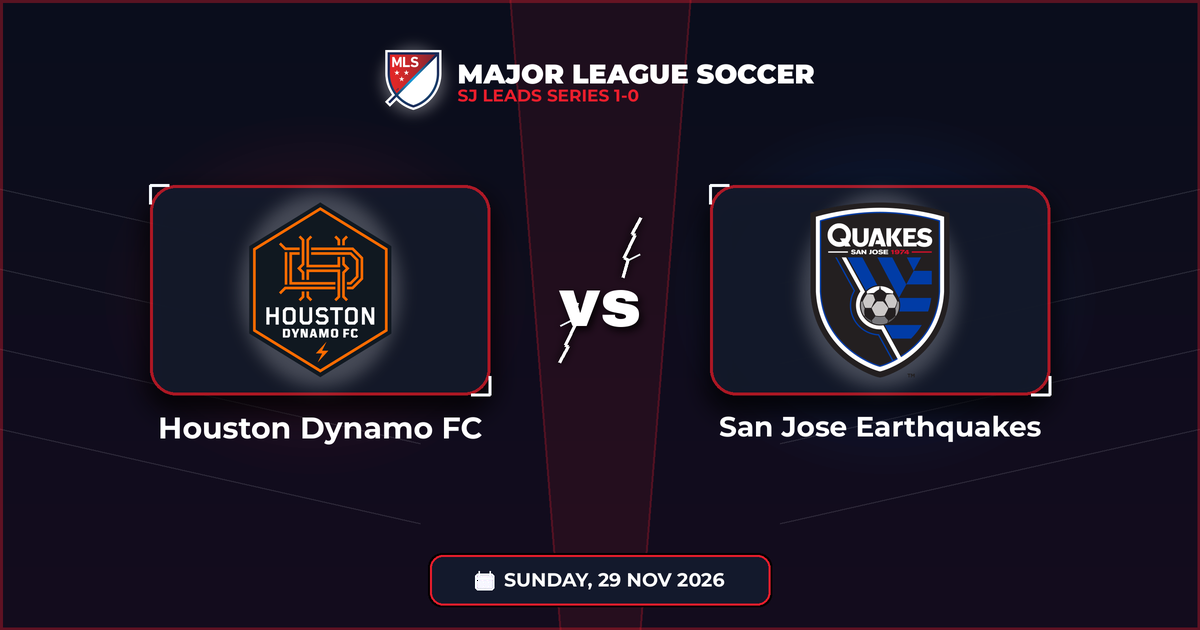 MLS
MAJOR LEAGUE SOCCER
SJ LEADS SERIES 1-0
HOUSTON
DYNAMO FC
QUAKES
SAN JOSE 1974
VS
Houston Dynamo FC
San Jose Earthquakes
SUNDAY, 29 NOV 2026